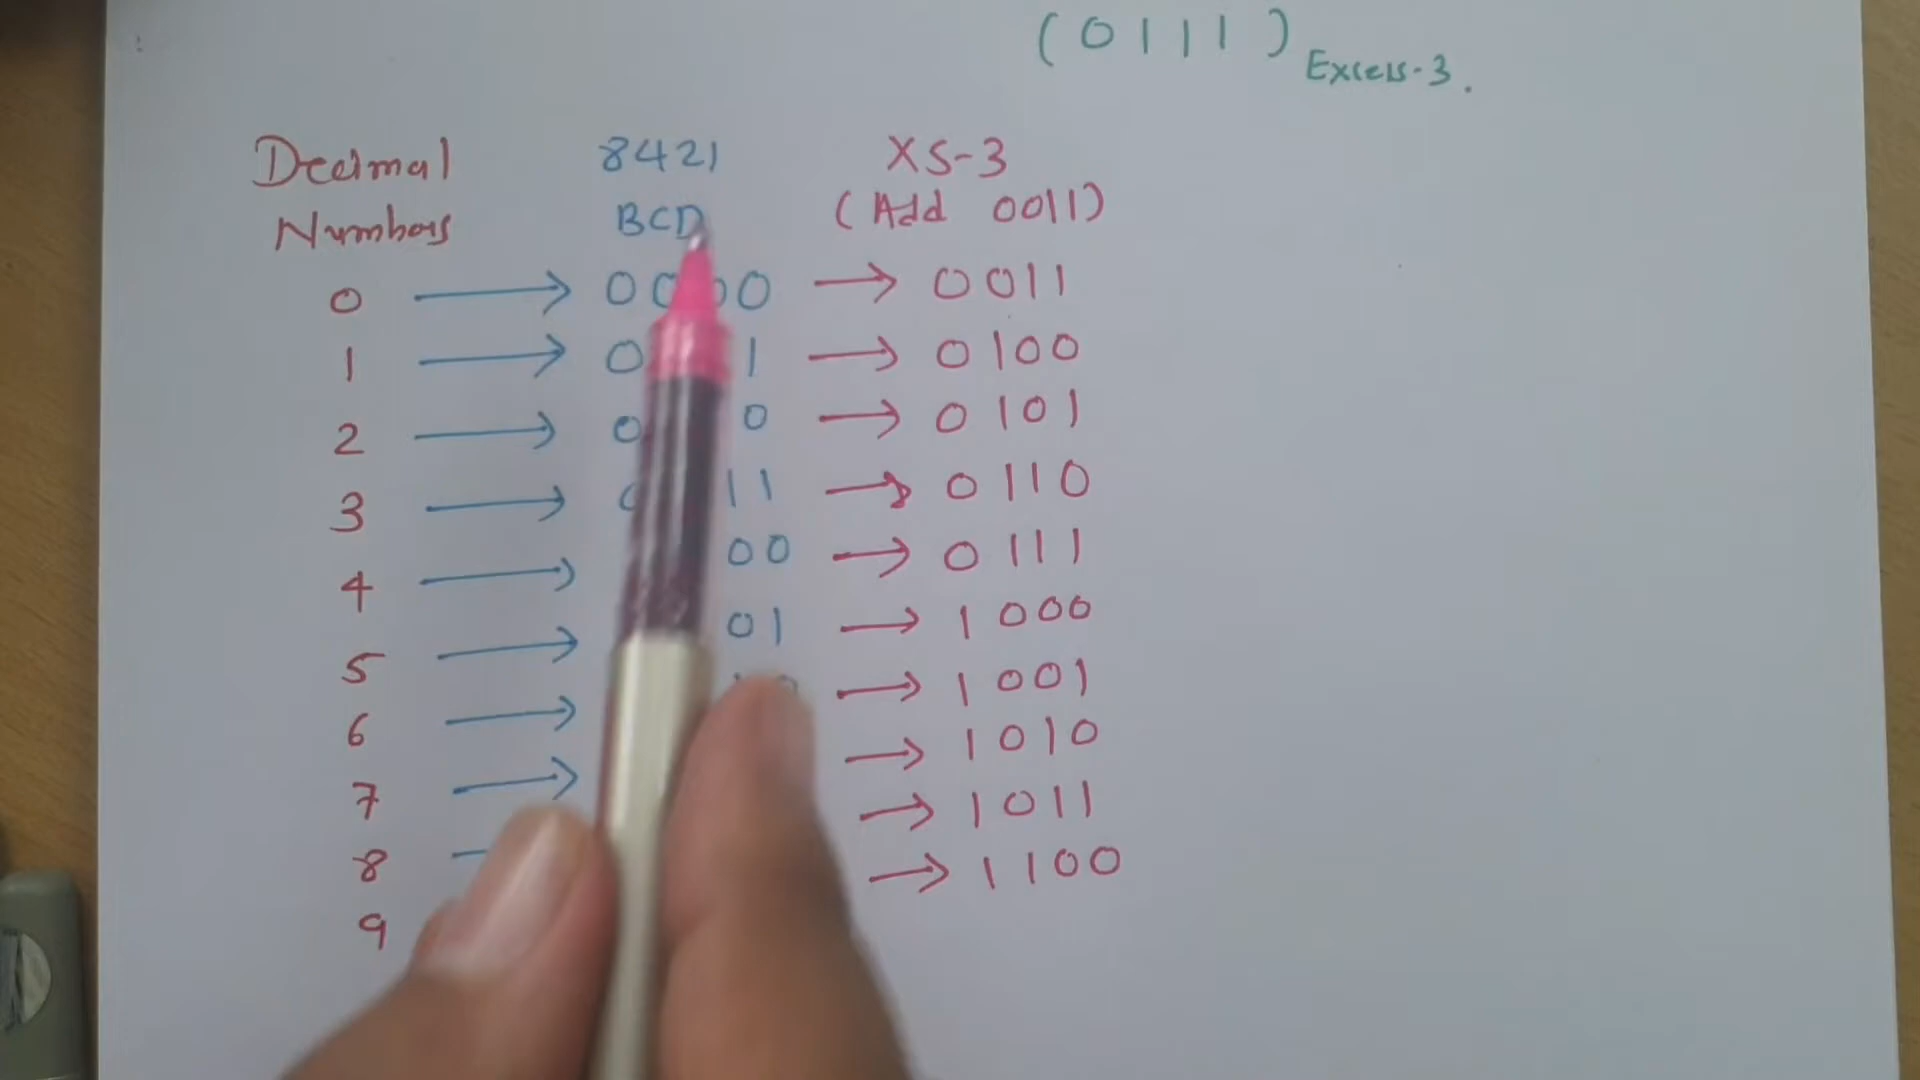 (0111) Excess-3.
Decimal 8421 XS-3
Numbers BCD (Add 0011)
0 → 0000 → 0011
1 → 0 1 → 0100
2 → 0 0 → 0101
3 → 0 11 → 0110
4 → 00 → 0111
5 → 01 → 1000
6 → → 1001
7 → → 1010
8 → 1011
9 → 1100